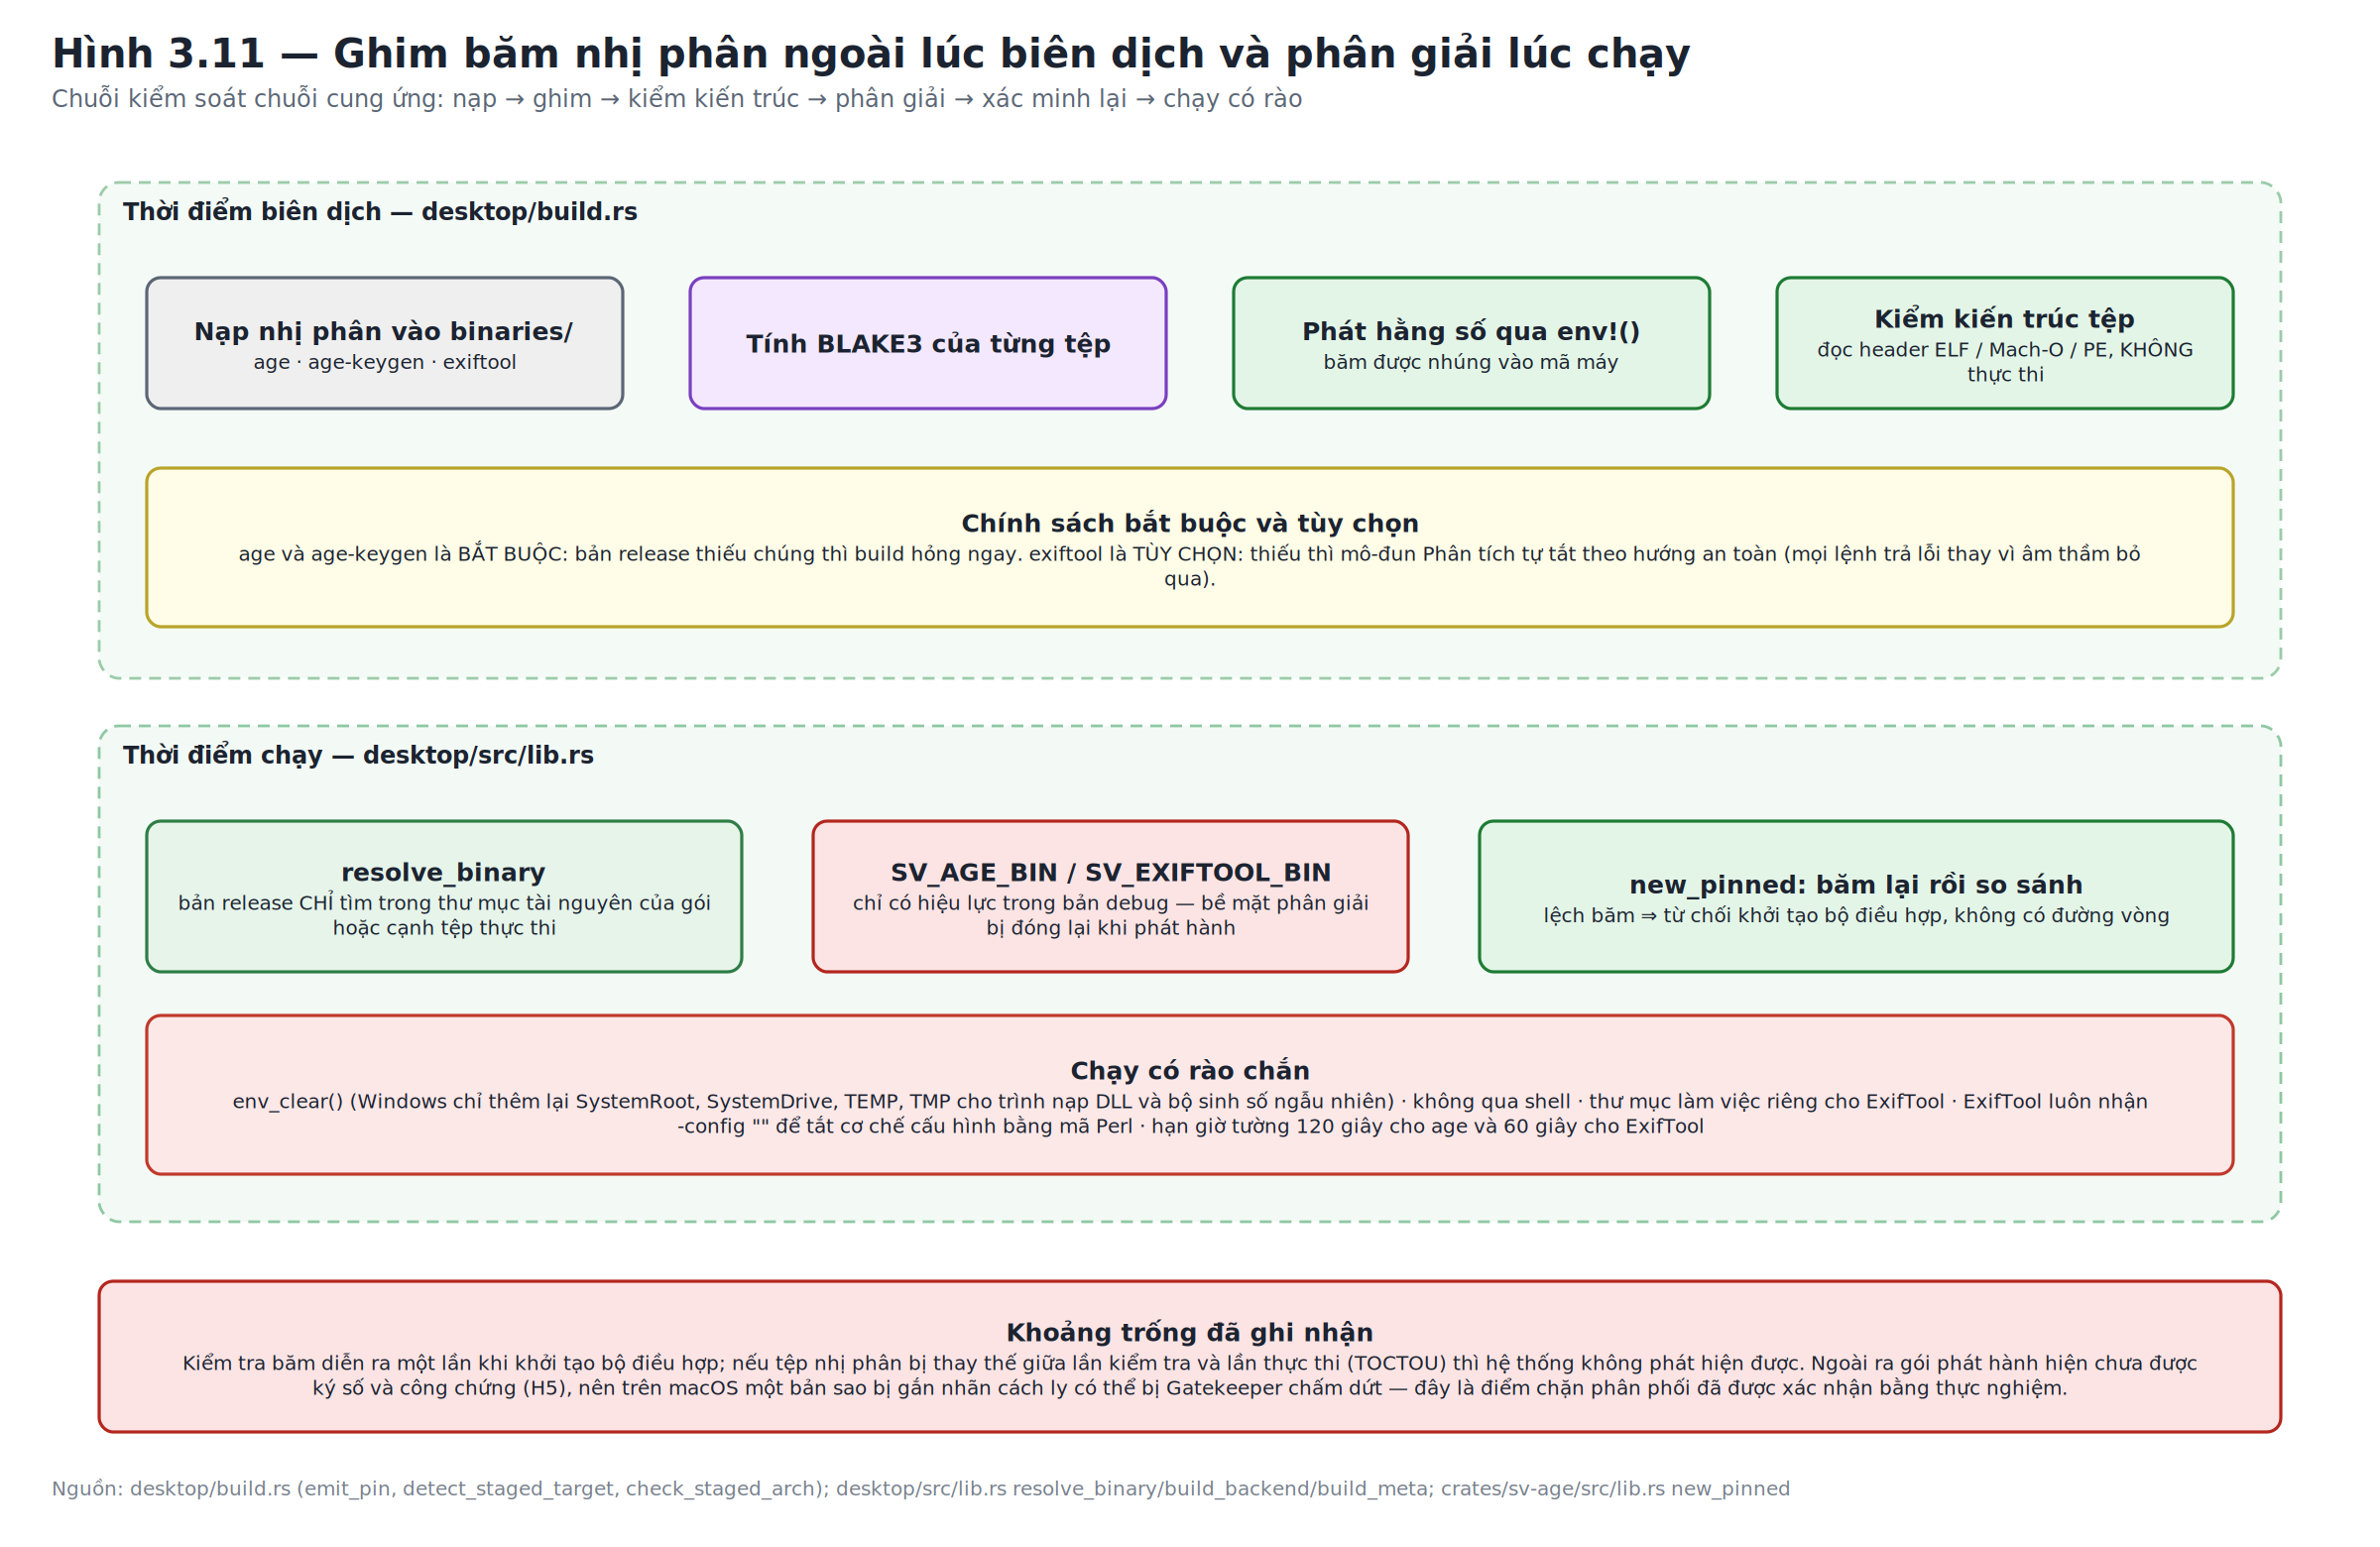 Hình 3.11 — Ghim băm nhị phân ngoài lúc biên dịch và phân giải lúc chạy
Chuỗi kiểm soát chuỗi cung ứng: nạp → ghim → kiểm kiến trúc → phân giải → xác minh lại → chạy có rào
Thời điểm biên dịch — desktop/build.rs
Nạp nhị phân vào binaries/
age · age-keygen · exiftool
Tính BLAKE3 của từng tệp
Phát hằng số qua env!()
băm được nhúng vào mã máy
Kiểm kiến trúc tệp
đọc header ELF / Mach-O / PE, KHÔNG
thực thi
Chính sách bắt buộc và tùy chọn
age và age-keygen là BẮT BUỘC: bản release thiếu chúng thì build hỏng ngay. exiftool là TÙY CHỌN: thiếu thì mô-đun Phân tích tự tắt theo hướng an toàn (mọi lệnh trả lỗi thay vì âm thầm bỏ
qua).
Thời điểm chạy — desktop/src/lib.rs
resolve_binary
bản release CHỈ tìm trong thư mục tài nguyên của gói
hoặc cạnh tệp thực thi
SV_AGE_BIN / SV_EXIFTOOL_BIN
chỉ có hiệu lực trong bản debug — bề mặt phân giải
bị đóng lại khi phát hành
new_pinned: băm lại rồi so sánh
lệch băm ⇒ từ chối khởi tạo bộ điều hợp, không có đường vòng
Chạy có rào chắn
env_clear() (Windows chỉ thêm lại SystemRoot, SystemDrive, TEMP, TMP cho trình nạp DLL và bộ sinh số ngẫu nhiên) · không qua shell · thư mục làm việc riêng cho ExifTool · ExifTool luôn nhận
-config "" để tắt cơ chế cấu hình bằng mã Perl · hạn giờ tường 120 giây cho age và 60 giây cho ExifTool
Khoảng trống đã ghi nhận
Kiểm tra băm diễn ra một lần khi khởi tạo bộ điều hợp; nếu tệp nhị phân bị thay thế giữa lần kiểm tra và lần thực thi (TOCTOU) thì hệ thống không phát hiện được. Ngoài ra gói phát hành hiện chưa được
ký số và công chứng (H5), nên trên macOS một bản sao bị gắn nhãn cách ly có thể bị Gatekeeper chấm dứt — đây là điểm chặn phân phối đã được xác nhận bằng thực nghiệm.
Nguồn: desktop/build.rs (emit_pin, detect_staged_target, check_staged_arch); desktop/src/lib.rs resolve_binary/build_backend/build_meta; crates/sv-age/src/lib.rs new_pinned